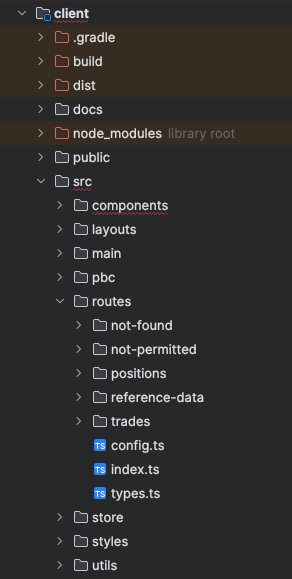 client
.gradle
build
dist
docs
node_modules library root
public
src
components
layouts
main
pbc
routes
not-found
not-permitted
positions
reference-data
trades
TS config.ts
TS index.ts
TS types.ts
store
styles
utils